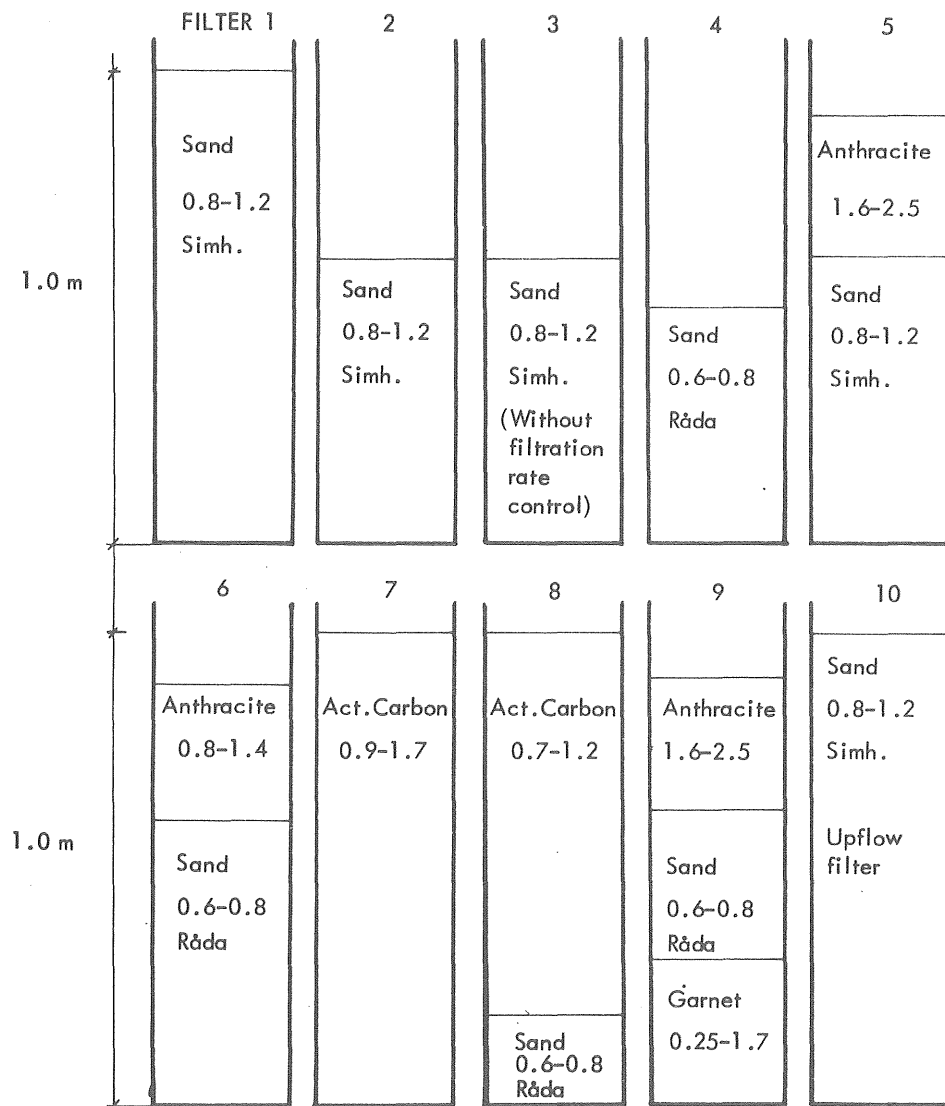 FILTER 1
2
3
4
5
1.0 m
Sand
0.8-1.2
Simh.
Sand
0.8-1.2
Simh.
Sand
0.8-1.2
Simh.
(Without
filtration
rate
control)
Sand
0.6-0.8
Råda
Anthracite
1.6-2.5
Sand
0.8-1.2
Simh.
6
7
8
9
10
1.0 m
Anthracite
0.8-1.4
Sand
0.6-0.8
Råda
Act.Carbon
0.9-1.7
Act.Carbon
0.7-1.2
Sand
0.6-0.8
Råda
Anthracite
1.6-2.5
Sand
0.6-0.8
Råda
Garnet
0.25-1.7
Sand
0.8-1.2
Simh.
Upflow
filter